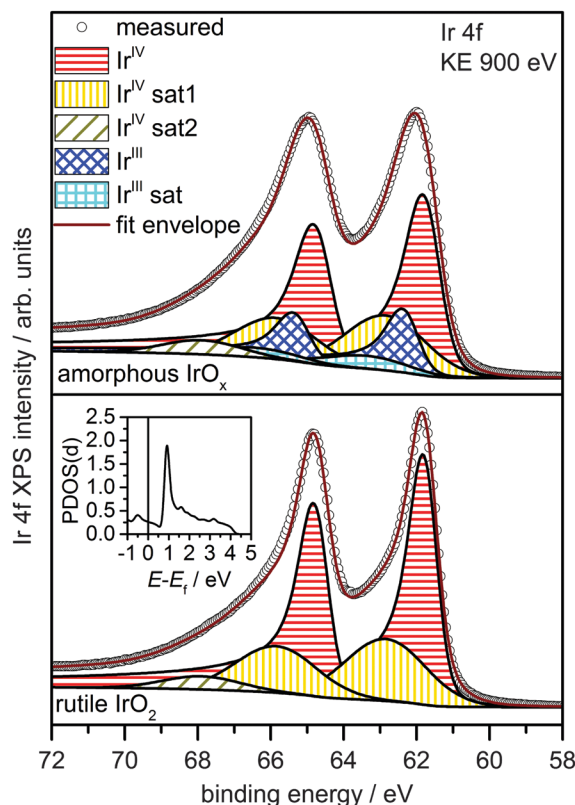 measured
Ir^IV
Ir^IV sat1
Ir^IV sat2
Ir^III
Ir^III sat
fit envelope
Ir 4f
KE 900 eV
amorphous IrO_x
2.5
2.0
1.5
1.0
0.5
0.0
PDOS(d)
-1 0 1 2 3 4 5
E-E_f / eV
rutile IrO_2
Ir 4f XPS intensity / arb. units
72 70 68 66 64 62 60 58
binding energy / eV